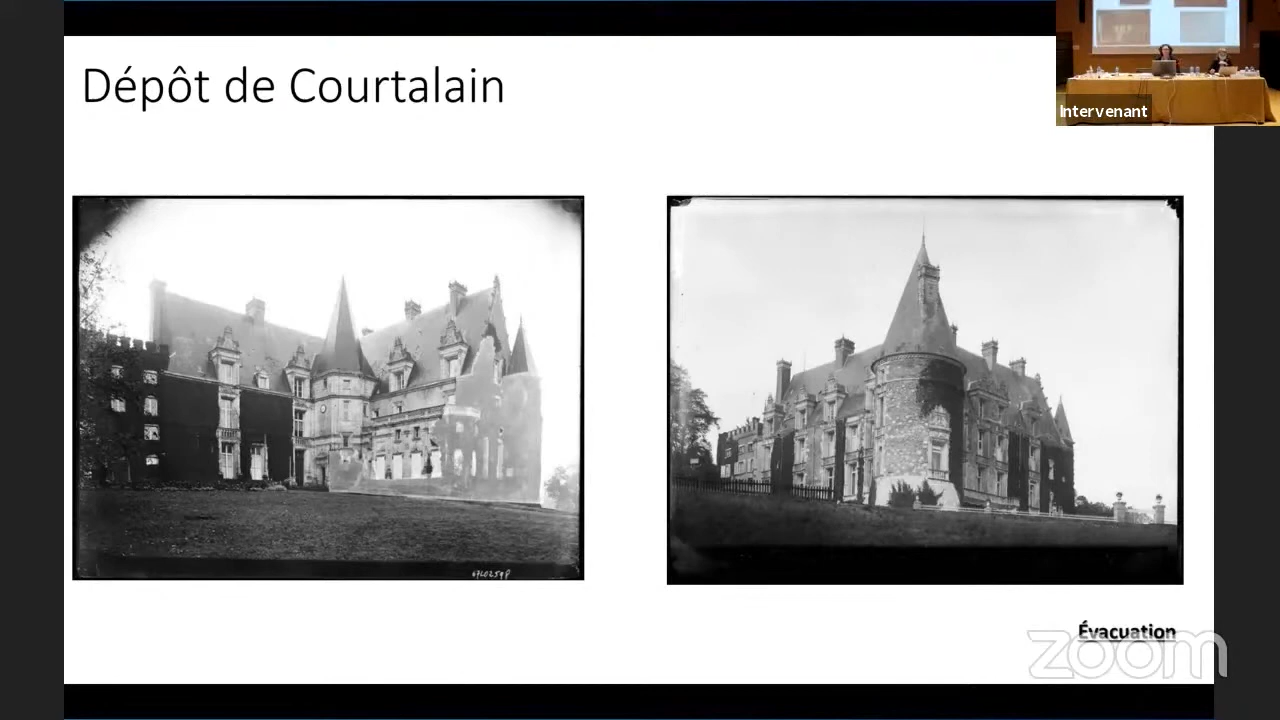 Dépôt de Courtalain
Intervenant
Évacuation
zoom